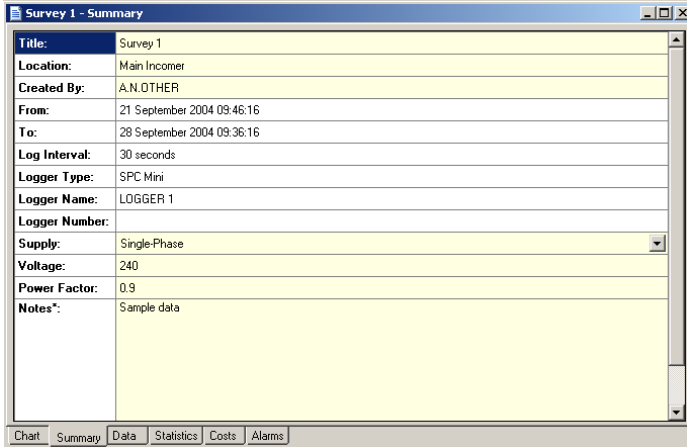 Survey 1 - Summary
Title: Survey 1
Location: Main Incomer
Created By: A.N.OTHER
From: 21 September 2004 09:46:16
To: 28 September 2004 09:36:16
Log Interval: 30 seconds
Logger Type: SPC Mini
Logger Name: LOGGER 1
Logger Number:
Supply: Single-Phase
Voltage: 240
Power Factor: 0.9
Notes*: Sample data
Chart Summary Data Statistics Costs Alarms